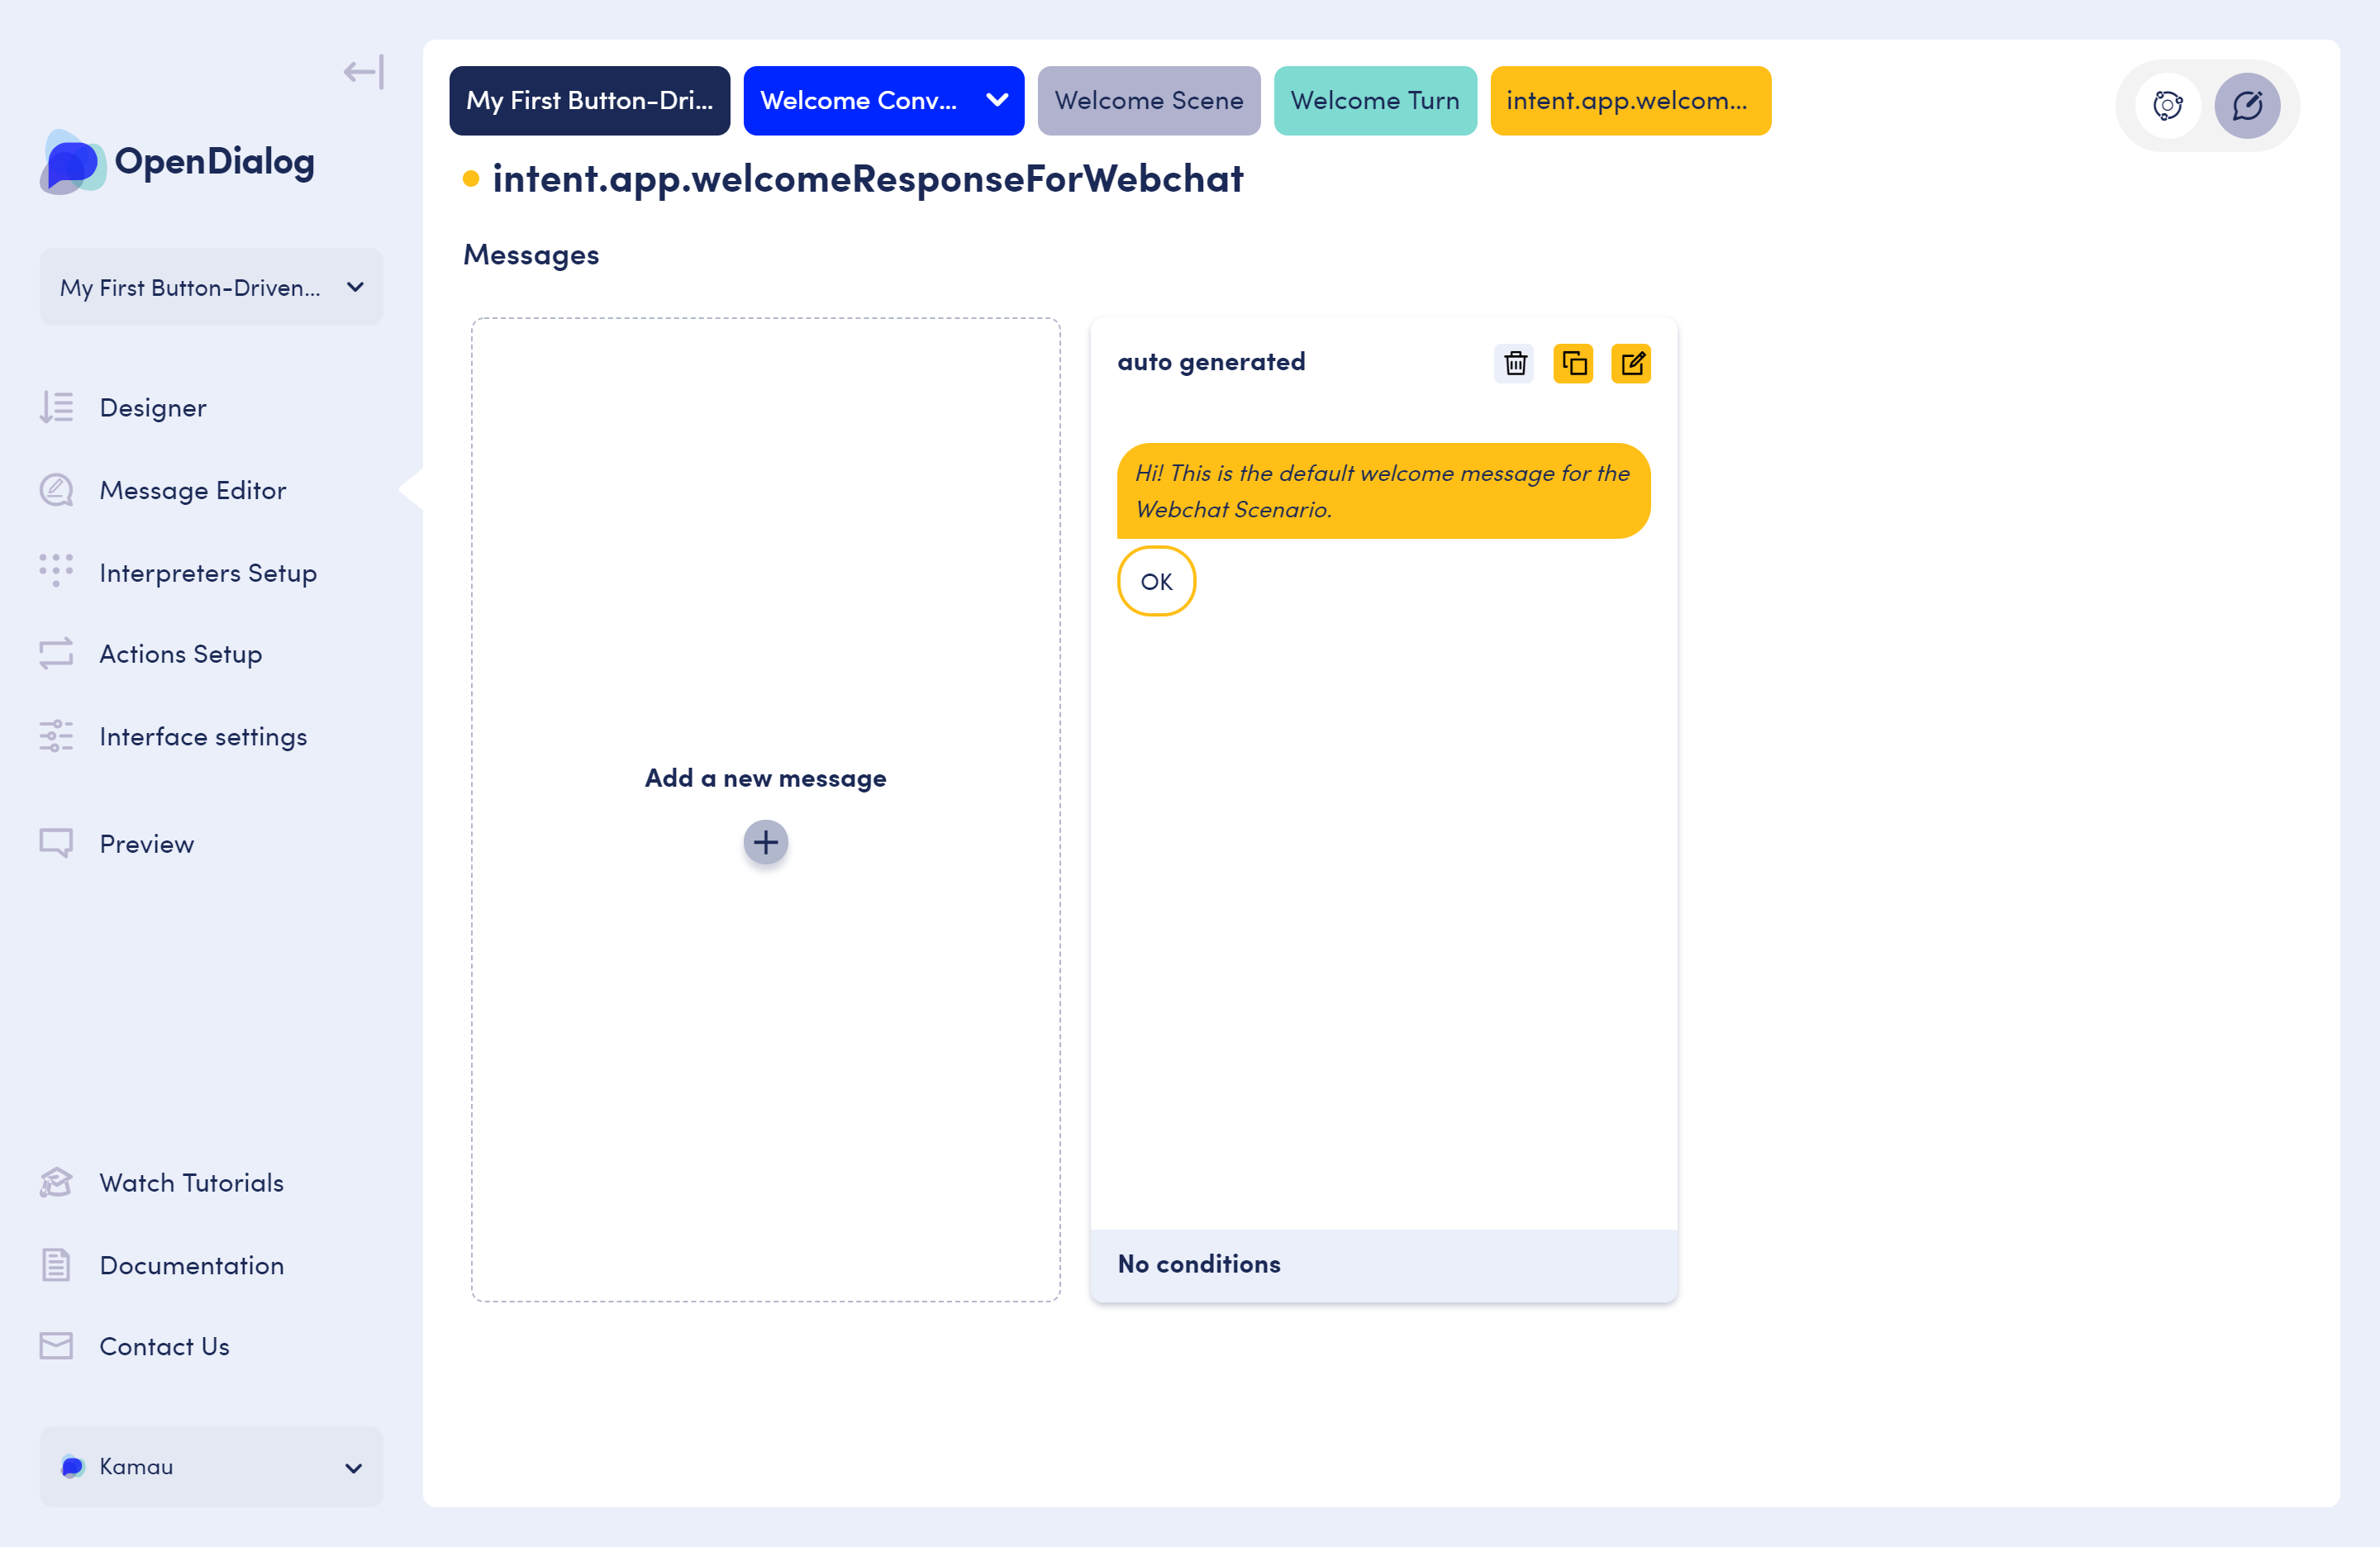 OpenDialog
My First Button-Driven...
Designer
Message Editor
Interpreters Setup
Actions Setup
Interface settings
Preview
Watch Tutorials
Documentation
Contact Us
Kamau
My First Button-Dri...
Welcome Conv...
Welcome Scene
Welcome Turn
intent.app.welcom...
intent.app.welcomeResponseForWebchat
Messages
Add a new message
auto generated
Hi! This is the default welcome message for the
Webchat Scenario.
OK
No conditions